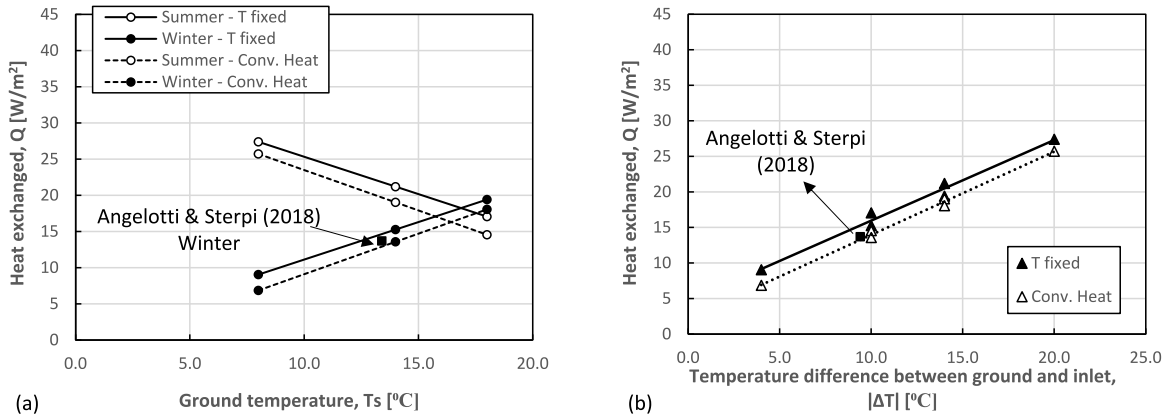 Summer - T fixed
Winter - T fixed
Summer - Conv. Heat
Winter - Conv. Heat
Heat exchanged, Q [W/m²]
45
40
35
30
25
20
15
10
5
0
Angelotti & Sterpi (2018)
Winter
0.0 5.0 10.0 15.0 20.0
(a)
Ground temperature, Ts [⁰C]
Heat exchanged, Q [W/m²]
45
40
35
30
25
20
15
10
5
0
Angelotti & Sterpi
(2018)
T fixed
Conv. Heat
0.0 5.0 10.0 15.0 20.0 25.0
Temperature difference between ground and inlet,
|ΔT| [⁰C]
(b)